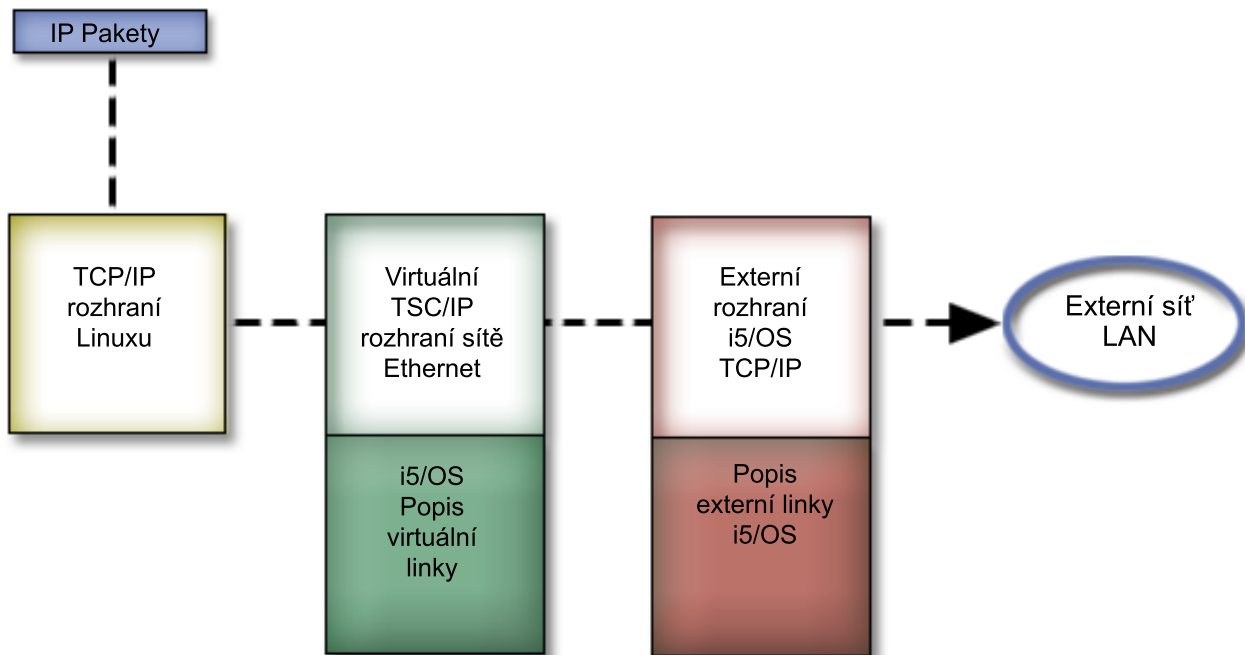 IP Pakety
TCP/IP
rozhraní
Linuxu
Virtuální
TSC/IP
rozhraní sítě
Ethernet
i5/OS
Popis
virtuální
linky
Externí
rozhraní
i5/OS
TCP/IP
Popis
externí linky
i5/OS
Externí síť
LAN